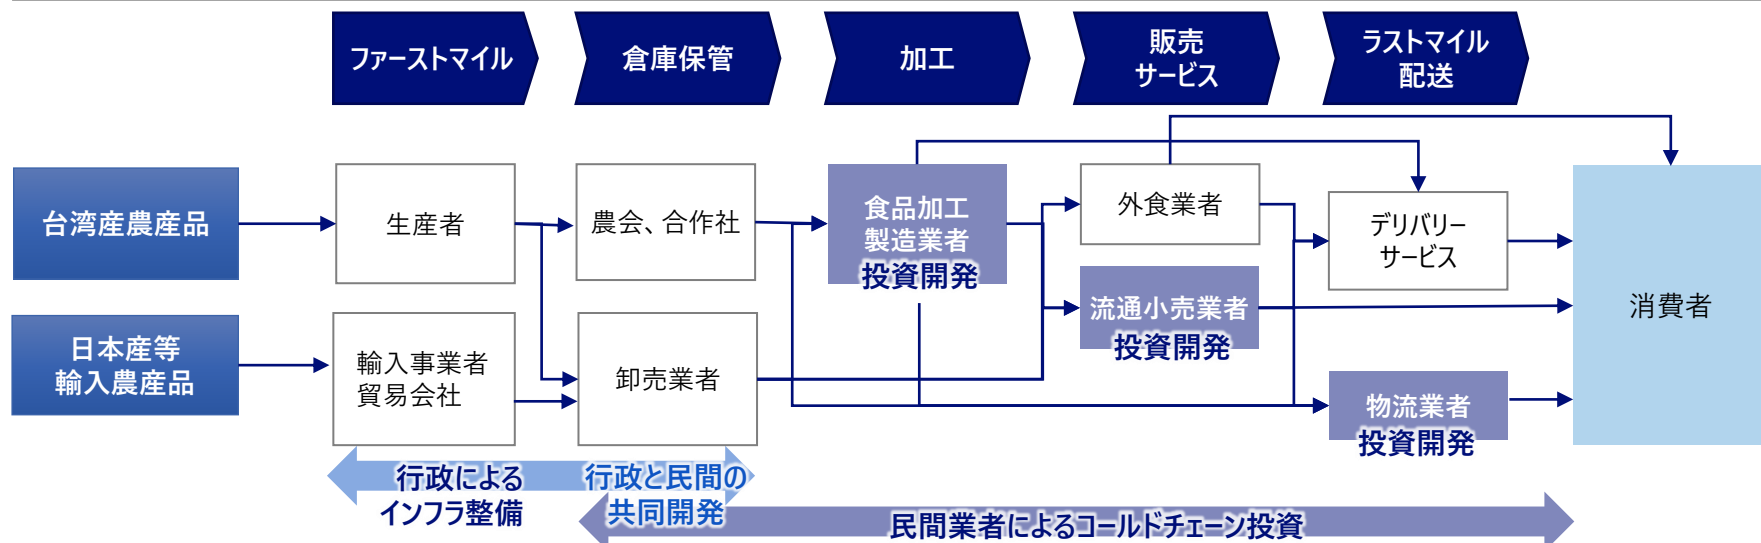 ファーストマイル
倉庫保管
加工
販売
サービス
ラストマイル
配送
台湾産農産品
生産者
農会、合作社
食品加工
製造業者
投資開発
外食業者
デリバリー
サービス
流通小売業者
投資開発
消費者
日本産等
輸入農産品
輸入事業者
貿易会社
卸売業者
物流業者
投資開発
行政による
インフラ整備
行政と民間の
共同開発
民間業者によるコールドチェーン投資